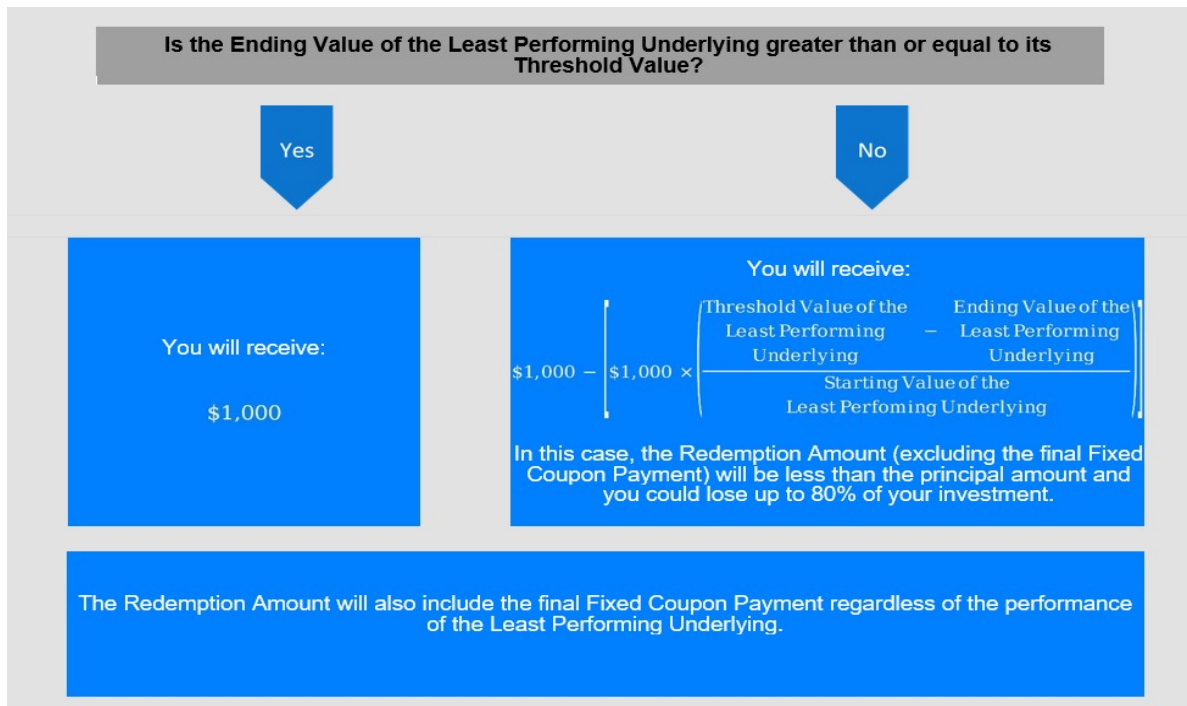 Is the Ending Value of the Least Performing Underlying greater than or equal to its
Threshold Value?
Yes
No
You will receive:
$1,000
You will receive:
$1,000 − [$1,000 × ((Threshold Value of the Least Performing Underlying − Ending Value of the Least Performing Underlying) / Starting Value of the Least Perfoming Underlying)]
In this case, the Redemption Amount (excluding the final Fixed
Coupon Payment) will be less than the principal amount and
you could lose up to 80% of your investment.
The Redemption Amount will also include the final Fixed Coupon Payment regardless of the performance
of the Least Performing Underlying.